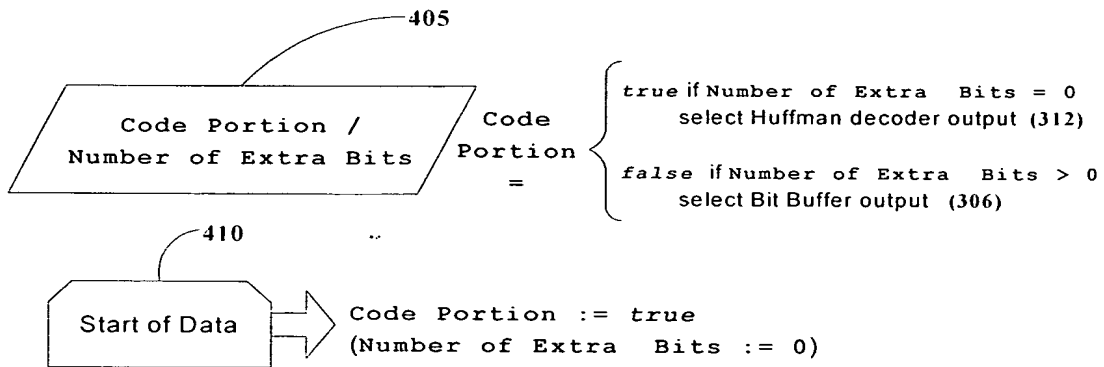 405
Code Portion /
Number of Extra Bits
Code
Portion
=
true if Number of Extra Bits = 0
select Huffman decoder output (312)
false if Number of Extra Bits > 0
select Bit Buffer output (306)
410
Start of Data
Code Portion := true
(Number of Extra Bits := 0)